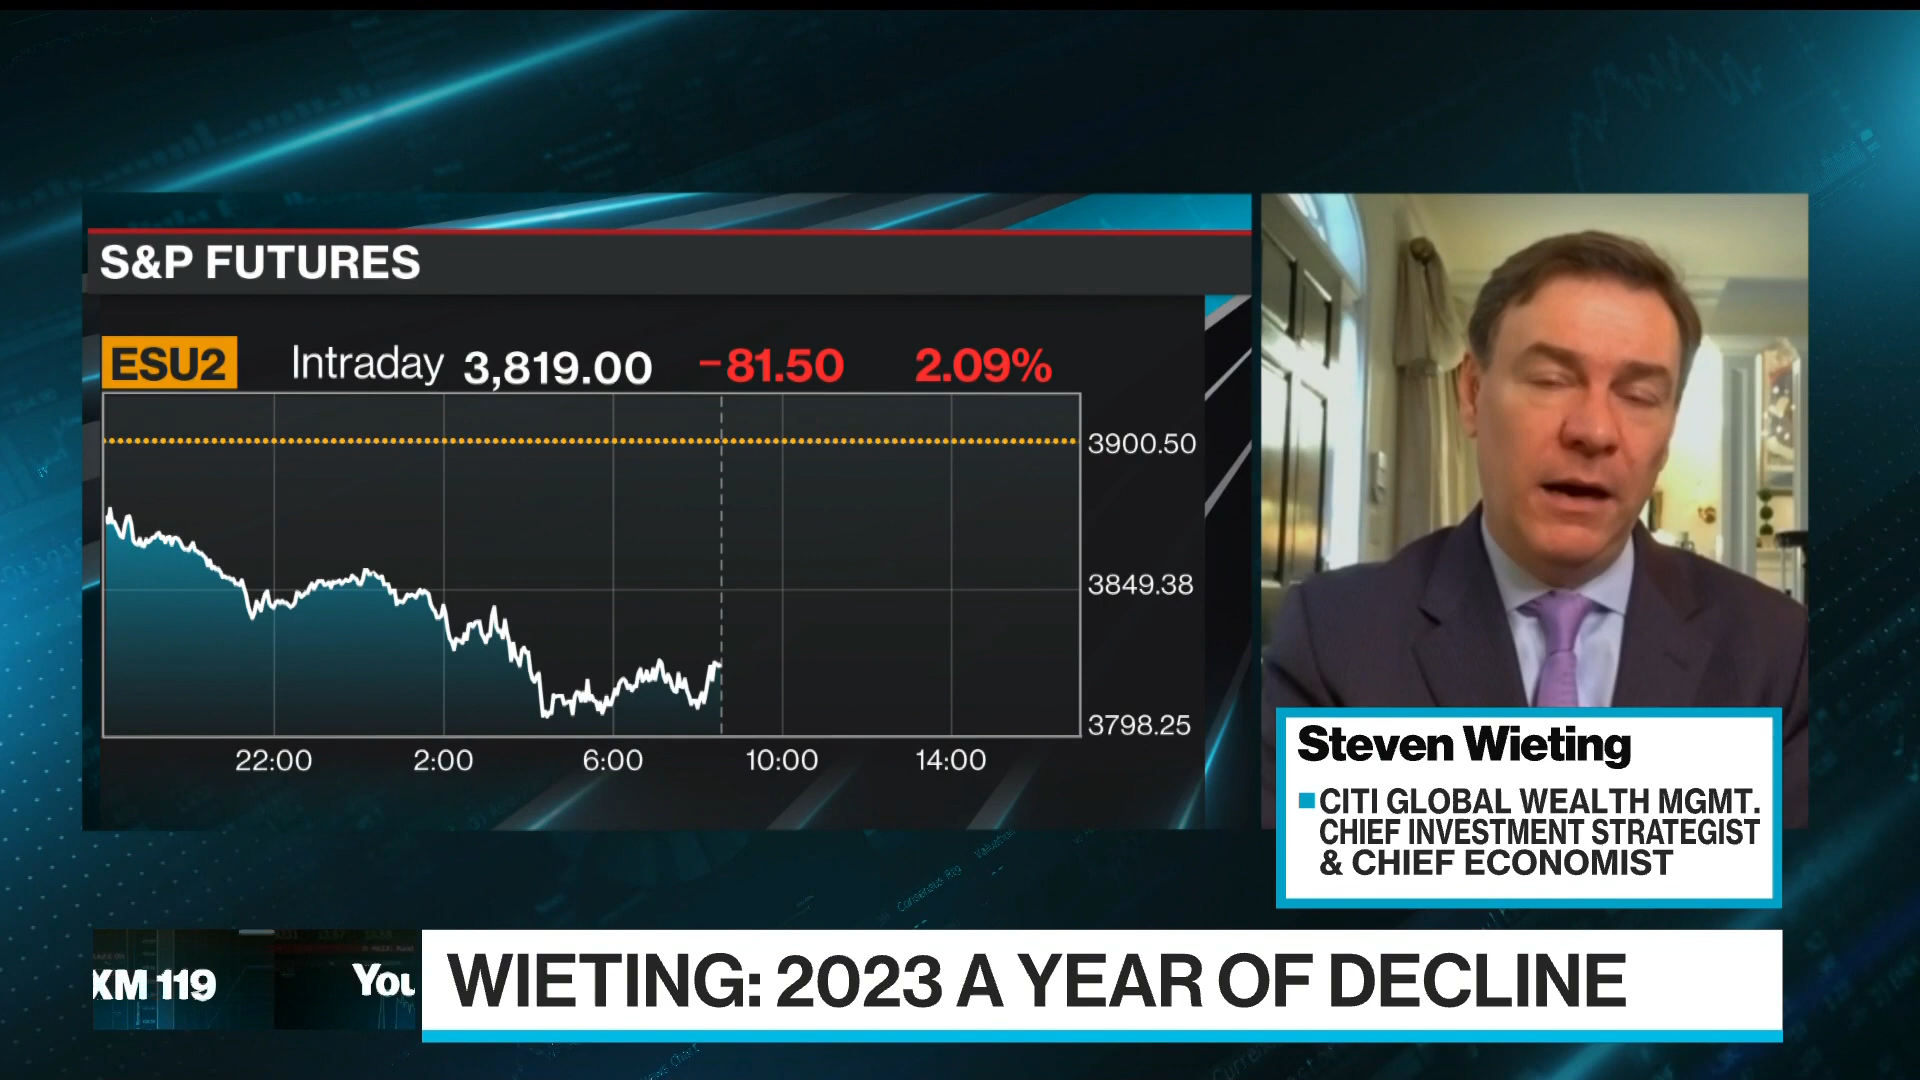 S&P FUTURES
ESU2 Intraday 3,819.00 -81.50 2.09%
3900.50
3849.38
3798.25
22:00 2:00 6:00 10:00 14:00
Steven Wieting
CITI GLOBAL WEALTH MGMT.
CHIEF INVESTMENT STRATEGIST
& CHIEF ECONOMIST
XM 119 You
WIETING: 2023 A YEAR OF DECLINE